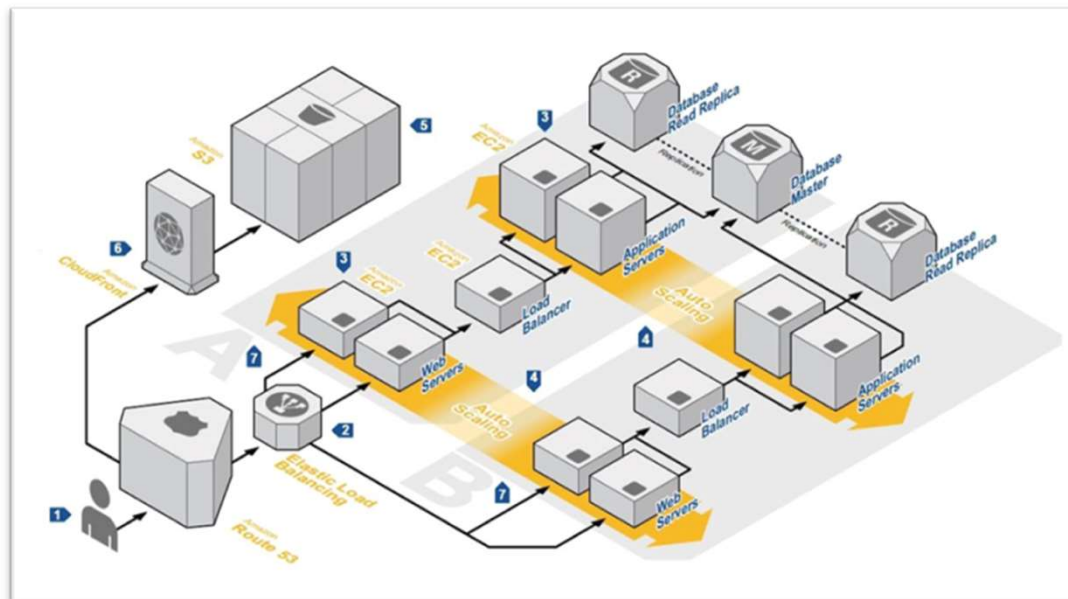 R
Database
Read Replica
3
Amazon
EC2
5
Replication
M
Database
Master
Amazon
S3
6
Amazon
CloudFront
Application
Servers
Replication
R
Database
Read Replica
3
Amazon
EC2
Amazon
EC2
Load
Balancer
Auto
Scaling
4
A
7
Web
Servers
4
Application
Servers
Auto
Scaling
Load
Balancer
2
Elastic Load
Balancing
B
7
Web
Servers
1
Amazon
Route 53